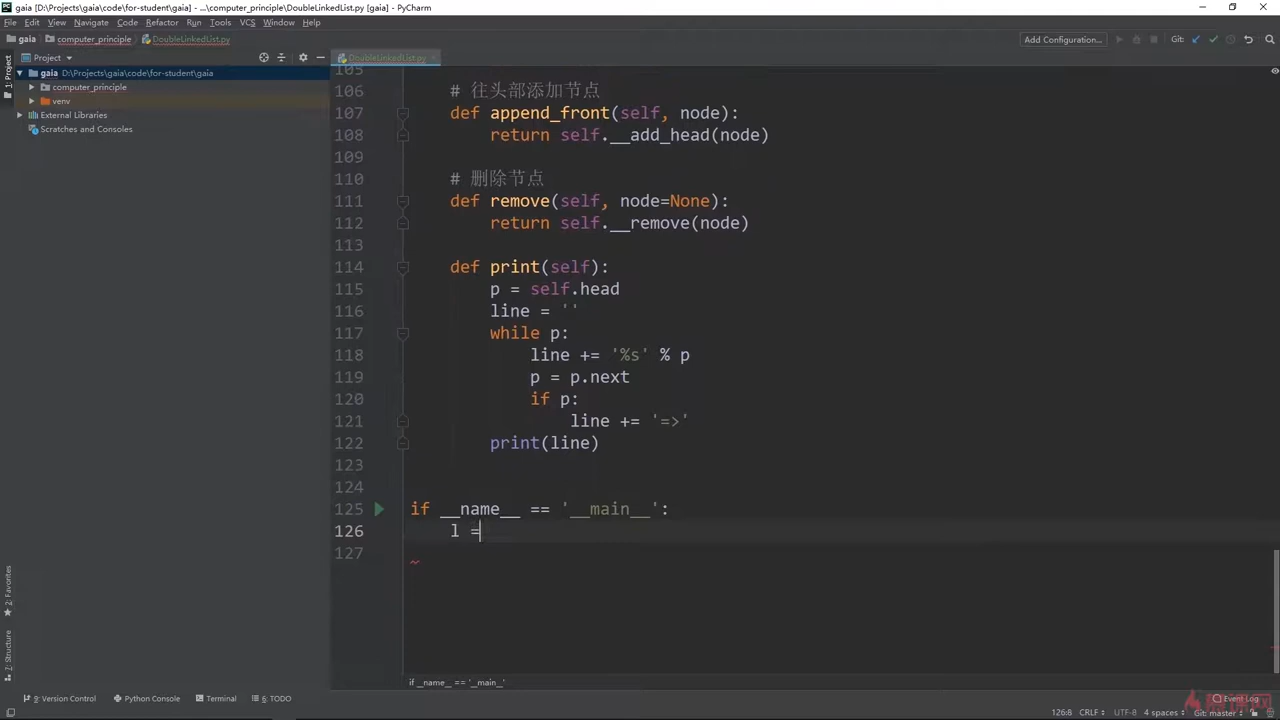 gaia [D:\Projects\gaia\code\for-student\gaia] - ...\computer_principle\DoubleLinkedList.py [gaia] - PyCharm
File Edit View Navigate Code Refactor Run Tools VCS Window Help
gaia computer_principle DoubleLinkedList.py Add Configuration... Git:
Project
DoubleLinkedList.py
gaia D:\Projects\gaia\code\for-student\gaia
computer_principle
venv
External Libraries
Scratches and Consoles
1: Project
2: Favorites
7: Structure
105
106 # 往头部添加节点
107 def append_front(self, node):
108 return self.__add_head(node)
109
110 # 删除节点
111 def remove(self, node=None):
112 return self.__remove(node)
113
114 def print(self):
115 p = self.head
116 line = ''
117 while p:
118 line += '%s' % p
119 p = p.next
120 if p:
121 line += '=>'
122 print(line)
123
124
125 if __name__ == '__main__':
126 l =
127
if __name__ == '__main__'
9: Version Control Python Console Terminal 6: TODO Event Log
126:8 CRLF UTF-8 4 spaces Git: master